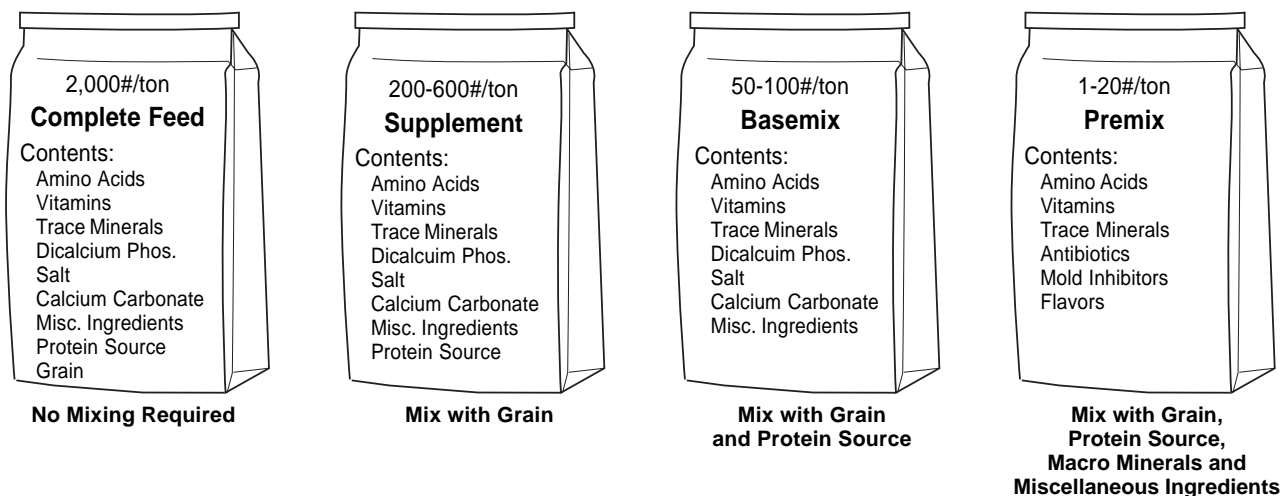 2,000#/ton
Complete Feed
Contents:
Amino Acids
Vitamins
Trace Minerals
Dicalcium Phos.
Salt
Calcium Carbonate
Misc. Ingredients
Protein Source
Grain
No Mixing Required
200-600#/ton
Supplement
Contents:
Amino Acids
Vitamins
Trace Minerals
Dicalcuim Phos.
Salt
Calcium Carbonate
Misc. Ingredients
Protein Source
Mix with Grain
50-100#/ton
Basemix
Contents:
Amino Acids
Vitamins
Trace Minerals
Dicalcuim Phos.
Salt
Calcium Carbonate
Misc. Ingredients
Mix with Grain
and Protein Source
1-20#/ton
Premix
Contents:
Amino Acids
Vitamins
Trace Minerals
Antibiotics
Mold Inhibitors
Flavors
Mix with Grain,
Protein Source,
Macro Minerals and
Miscellaneous Ingredients